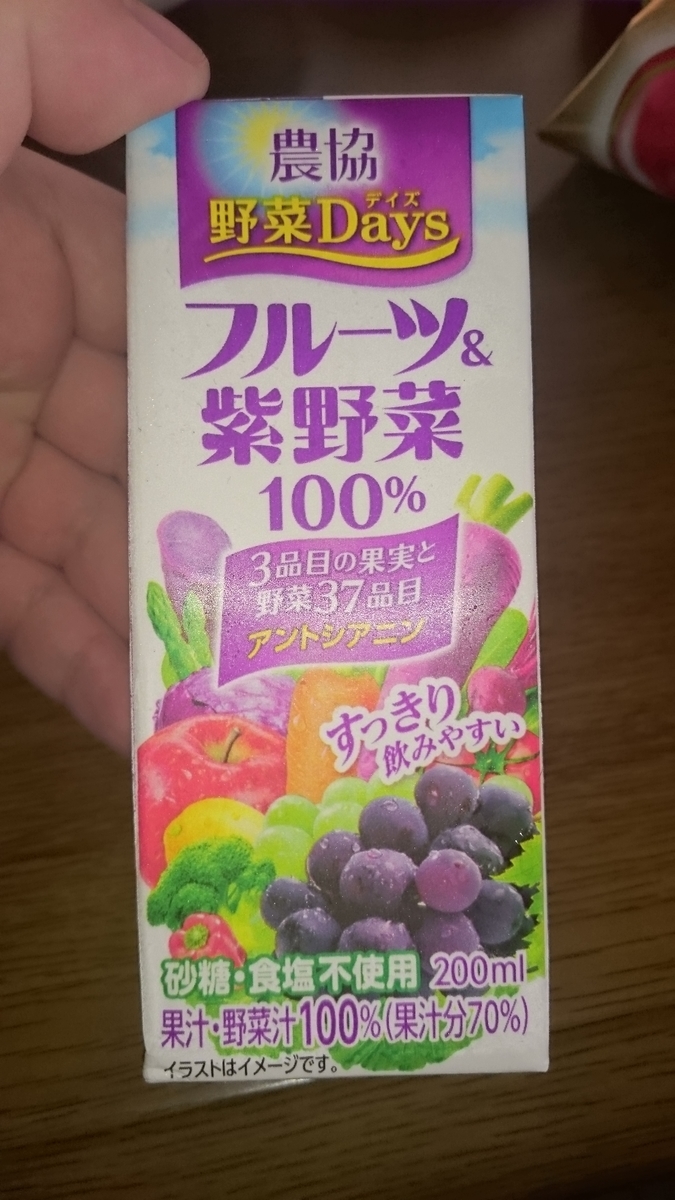 農協
デイズ
野菜Days
フルーツ&
紫野菜
100%
3品目の果実と
野菜37品目
アントシアニン
すっきり
飲みやすい
砂糖・食塩不使用 200ml
果汁・野菜汁100%(果汁分70%)
イラストはイメージです。